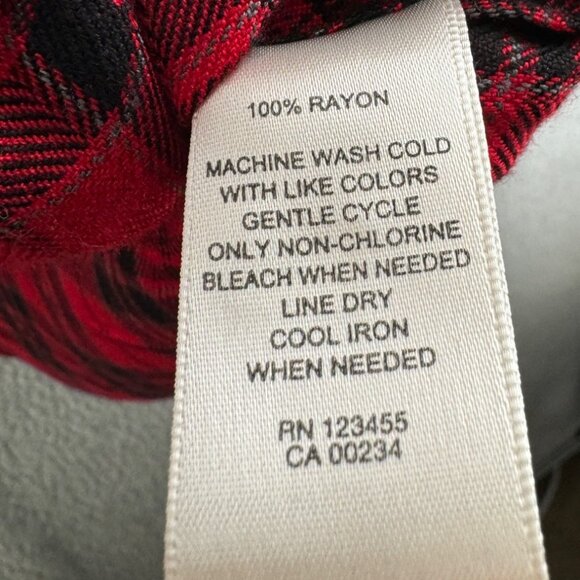 100% RAYON
MACHINE WASH COLD
WITH LIKE COLORS
GENTLE CYCLE
ONLY NON-CHLORINE
BLEACH WHEN NEEDED
LINE DRY
COOL IRON
WHEN NEEDED
RN 123455
CA 00234